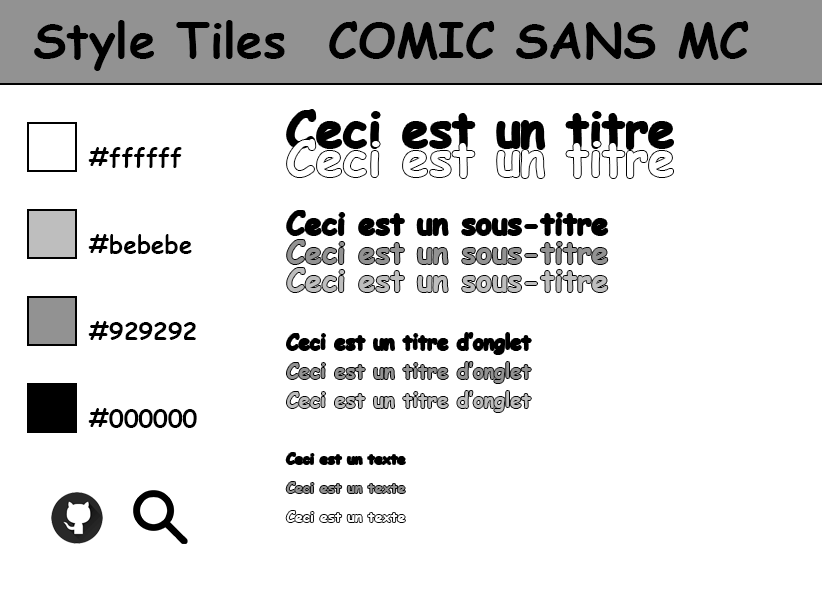 Style Tiles COMIC SANS MC
#ffffff
#bebebe
#929292
#000000
Ceci est un titre
Ceci est un titre
Ceci est un sous-titre
Ceci est un sous-titre
Ceci est un sous-titre
Ceci est un titre d'onglet
Ceci est un titre d'onglet
Ceci est un titre d'onglet
Ceci est un texte
Ceci est un texte
Ceci est un texte